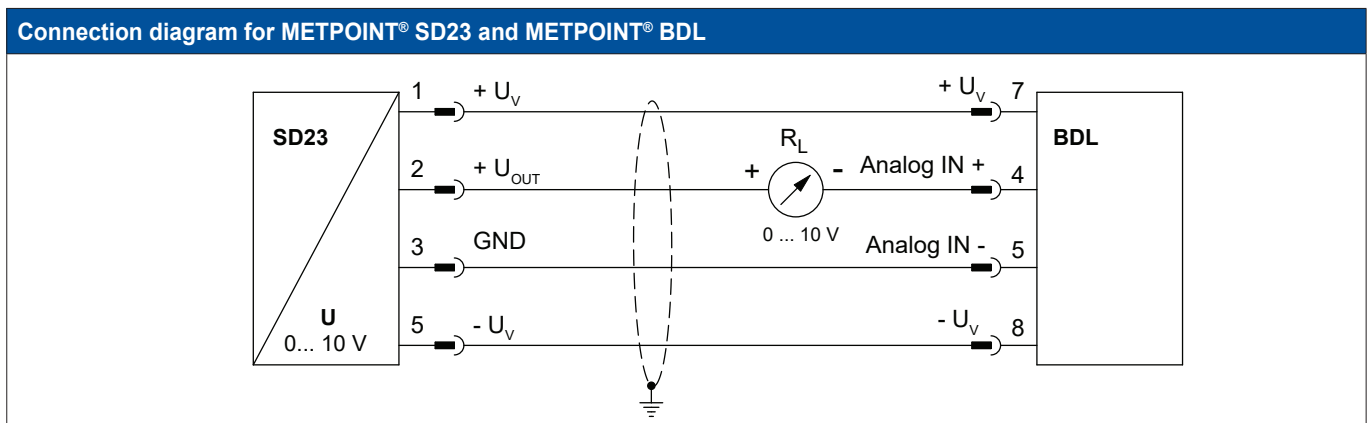 Connection diagram for METPOINT® SD23 and METPOINT® BDL
1 + UV + UV 7
SD23 RL BDL
2 + UOUT + - Analog IN + 4
0 ... 10 V
3 GND Analog IN - 5
U
5 - UV - UV 8
0... 10 V